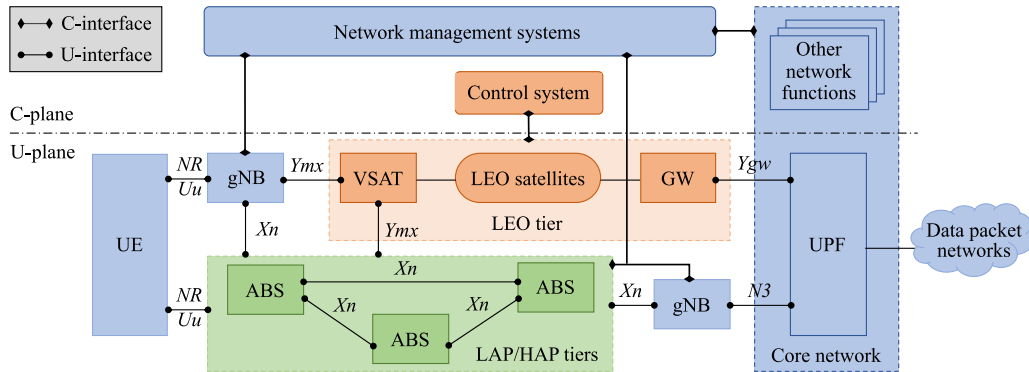 C-interface
U-interface
Network management systems
Other
network
functions
Control system
C-plane
U-plane
NR
Uu
gNB
Ymx
VSAT
LEO satellites
GW
Ygw
Xn
Ymx
LEO tier
UE
UPF
Data packet
networks
NR
Uu
ABS
Xn
ABS
Xn
Xn
ABS
Xn
gNB
N3
LAP/HAP tiers
Core network